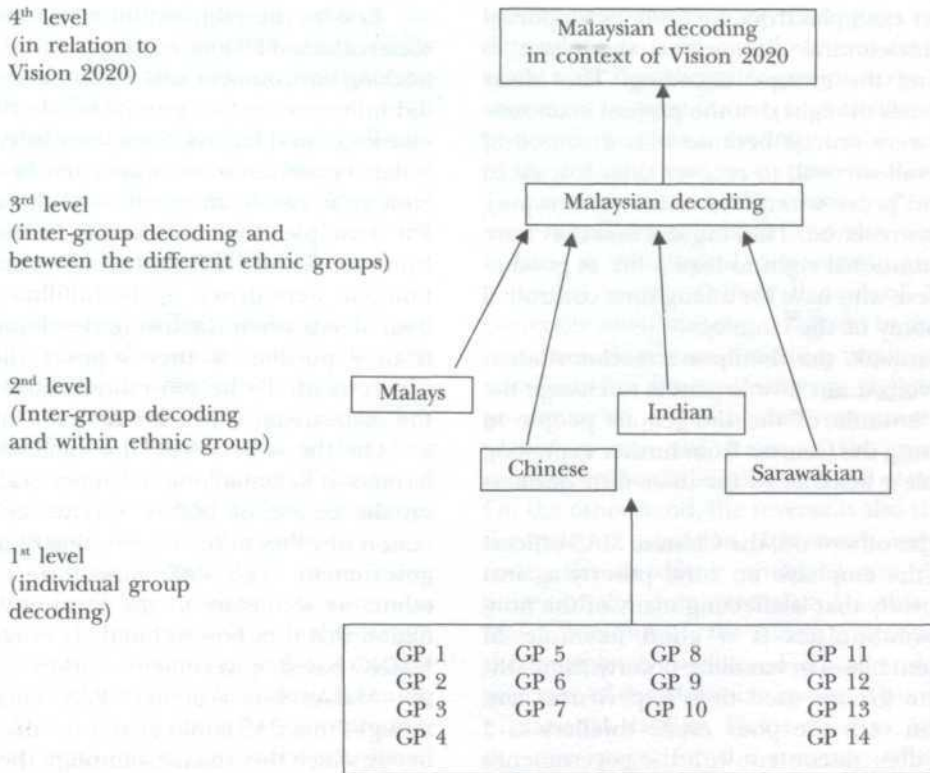 4th level
(in relation to
Vision 2020)
Malaysian decoding
in context of Vision 2020
3rd level
(inter-group decoding and
between the different ethnic groups)
Malaysian decoding
2nd level
(Inter-group decoding
and within ethnic group)
Malays
Indian
Chinese
Sarawakian
1st level
(individual group
decoding)
GP 1 GP 5 GP 8 GP 11
GP 2 GP 6 GP 9 GP 12
GP 3 GP 7 GP 10 GP 13
GP 4 GP 14